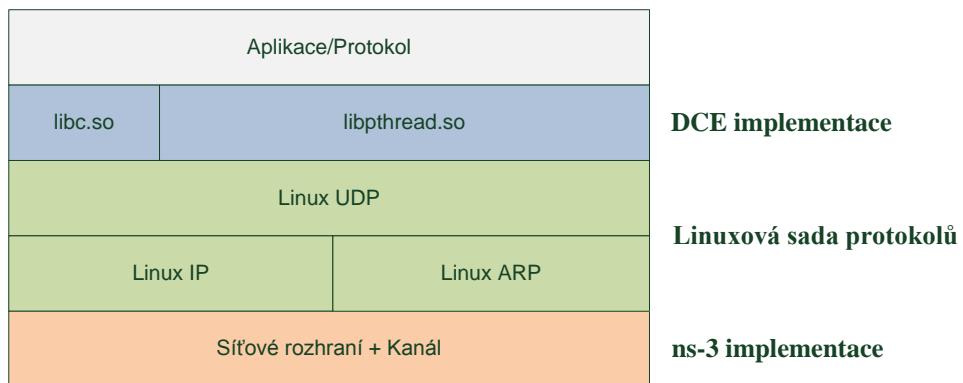 Aplikace/Protokol
libc.so
libpthread.so
DCE implementace
Linux UDP
Linuxová sada protokolů
Linux IP
Linux ARP
Síťové rozhraní + Kanál
ns-3 implementace